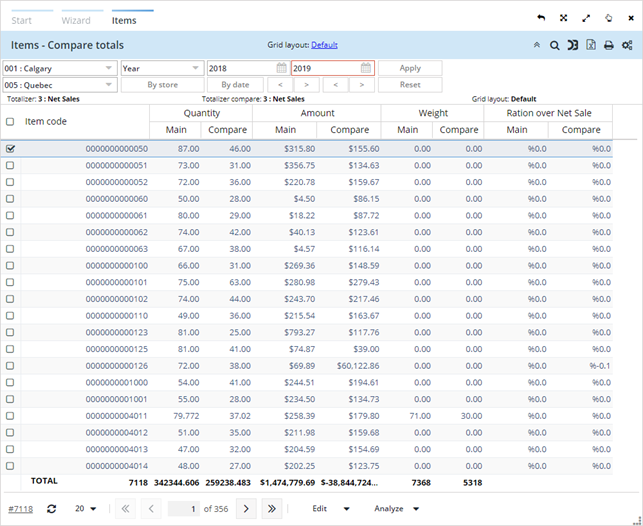 Start Wizard Items
Items - Compare totals Grid layout: Default
001 : Calgary Year 2018 2019 Apply
005 : Quebec By store By date < > < > Reset
Totalizer: 3 : Net Sales Totalizer compare: 3 : Net Sales Grid layout: Default
Item code Quantity Amount Weight Ration over Net Sale
Main Compare Main Compare Main Compare Main Compare
0000000000050 87.00 46.00 $315.80 $155.60 0.00 0.00 %0.0 %0.0
0000000000051 73.00 31.00 $356.75 $134.63 0.00 0.00 %0.0 %0.0
0000000000052 72.00 36.00 $220.78 $159.67 0.00 0.00 %0.0 %0.0
0000000000060 50.00 28.00 $4.50 $86.15 0.00 0.00 %0.0 %0.0
0000000000061 80.00 29.00 $18.22 $87.72 0.00 0.00 %0.0 %0.0
0000000000062 74.00 42.00 $40.13 $123.61 0.00 0.00 %0.0 %0.0
0000000000063 67.00 38.00 $4.57 $116.14 0.00 0.00 %0.0 %0.0
0000000000100 66.00 31.00 $269.36 $148.59 0.00 0.00 %0.0 %0.0
0000000000101 75.00 63.00 $280.98 $279.43 0.00 0.00 %0.0 %0.0
0000000000102 74.00 44.00 $243.70 $217.46 0.00 0.00 %0.0 %0.0
0000000000110 49.00 36.00 $215.54 $163.67 0.00 0.00 %0.0 %0.0
0000000000123 81.00 25.00 $793.27 $117.76 0.00 0.00 %0.0 %0.0
0000000000125 81.00 41.00 $74.87 $39.00 0.00 0.00 %0.0 %0.0
0000000000126 72.00 38.00 $69.89 $60,122.86 0.00 0.00 %0.0 %-0.1
0000000001000 54.00 41.00 $244.51 $194.61 0.00 0.00 %0.0 %0.0
0000000001001 55.00 28.00 $234.50 $134.73 0.00 0.00 %0.0 %0.0
0000000004011 79.772 37.02 $258.39 $179.80 71.00 30.00 %0.0 %0.0
0000000004012 51.00 35.00 $211.98 $159.68 0.00 0.00 %0.0 %0.0
0000000004013 47.00 32.00 $204.59 $154.69 0.00 0.00 %0.0 %0.0
0000000004014 48.00 27.00 $202.25 $123.75 0.00 0.00 %0.0 %0.0
TOTAL 7118 342344.606 259238.483 $1,474,779.69 $-38,844,724... 7368 5318
#7118 20 1 of 356 Edit Analyze